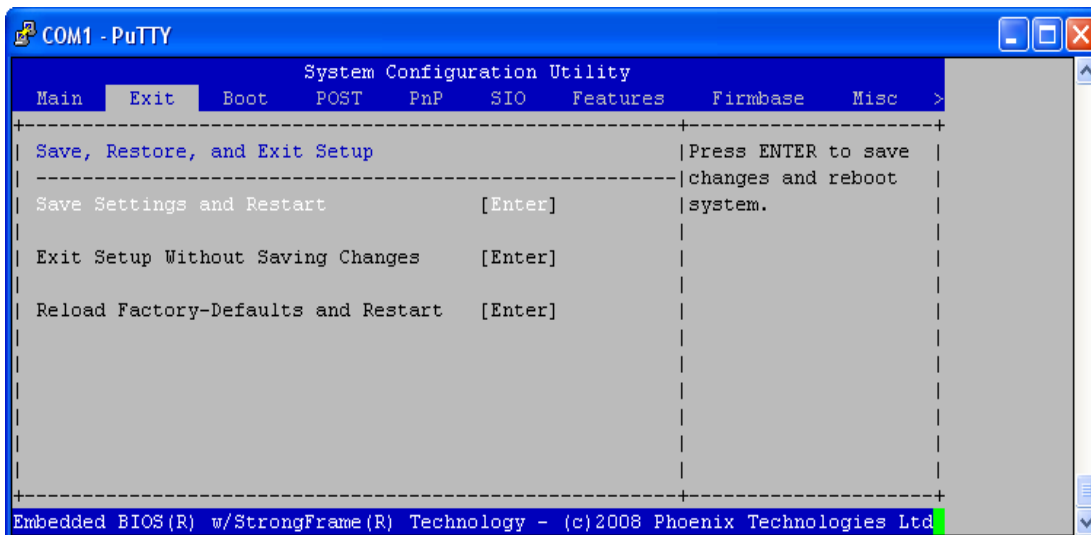 COM1 - PuTTY
System Configuration Utility
Main Exit Boot POST PnP SIO Features Firmbase Misc >
Save, Restore, and Exit Setup
Press ENTER to save
changes and reboot
system.
Save Settings and Restart [Enter]
Exit Setup Without Saving Changes [Enter]
Reload Factory-Defaults and Restart [Enter]
Embedded BIOS(R) w/StrongFrame(R) Technology - (c)2008 Phoenix Technologies Ltd